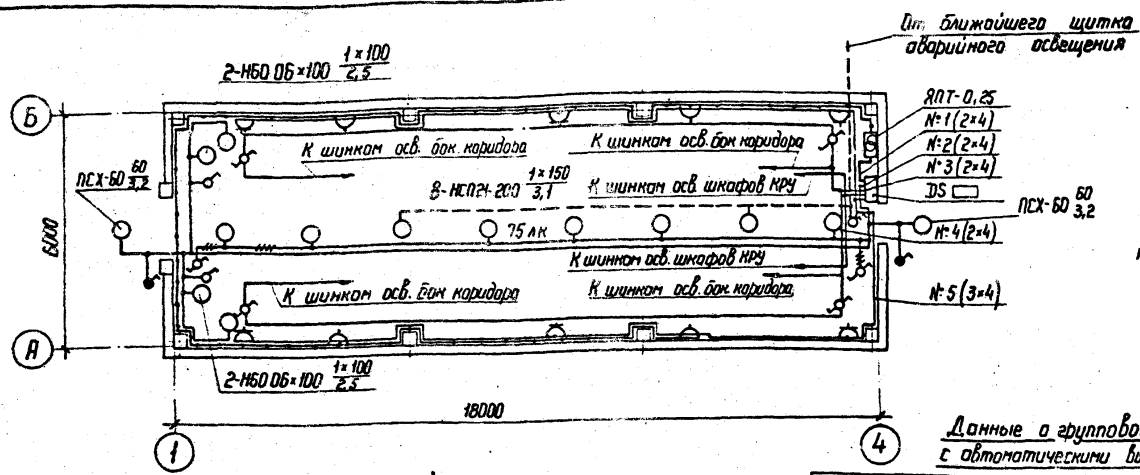 От ближайшего щитка
аварийного освещения
2-НБО 06×100 1×100/2,5
Б
ЯПТ-0,25
№1(2×4)
№2(2×4)
№3(2×4)
DS
ПСХ-60 60/3,2
№4(2×4)
№5(3×4)
К шинкам осв. бок. коридора
К шинкам осв. бок. коридора
8-НСП21-200 1×150/3,1
К шинкам осв. шкафов КРУ
ПСХ-60 60/3,2
75 лк
6000
К шинкам осв. шкафов КРУ
К шинкам осв. бок. коридора
К шинкам осв. бок. коридора
А
2-НБО 06×100 1×100/2,5
18000
1
4
Данные о группово
с автоматическими